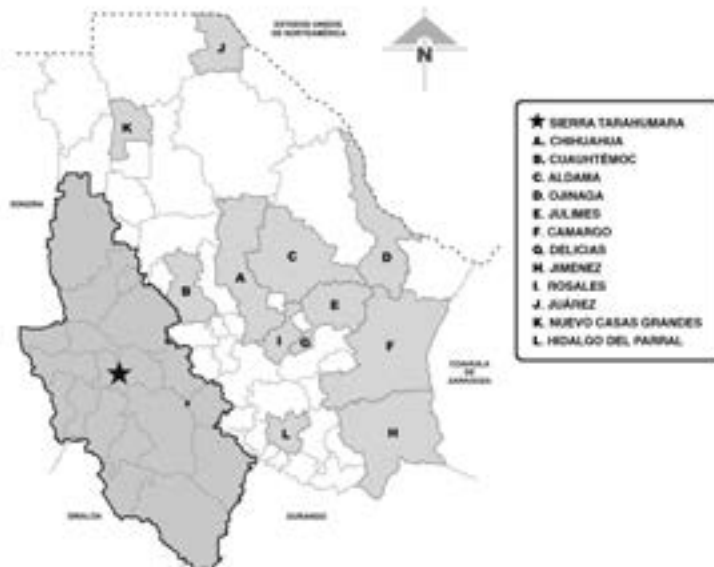 ESTADOS UNIDOS
DE NORTEAMÉRICA
N
J
K
SONORA
A
B
C
D
E
F
G
H
I
L
COAHUILA
DE
ZARAGOZA
SINALOA
DURANGO
★ SIERRA TARAHUMARA
A. CHIHUAHUA
B. CUAUHTÉMOC
C. ALDAMA
D. OJINAGA
E. JULIMES
F. CAMARGO
G. DELICIAS
H. JIMENEZ
I. ROSALES
J. JUÁREZ
K. NUEVO CASAS GRANDES
L. HIDALGO DEL PARRAL